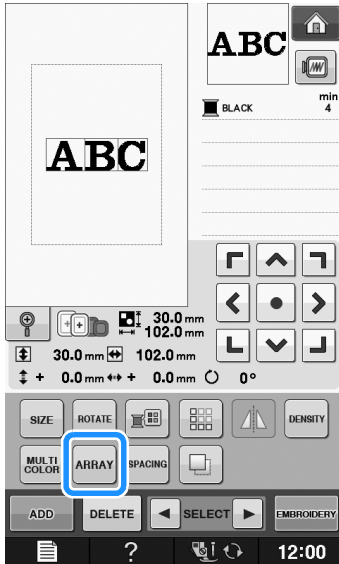 ABC
BLACK
min
4
ABC
30.0 mm
102.0 mm
30.0 mm 102.0 mm
+ 0.0 mm + 0.0 mm 0°
SIZE ROTATE DENSITY
MULTI COLOR ARRAY SPACING
ADD DELETE SELECT EMBROIDERY
? 12:00